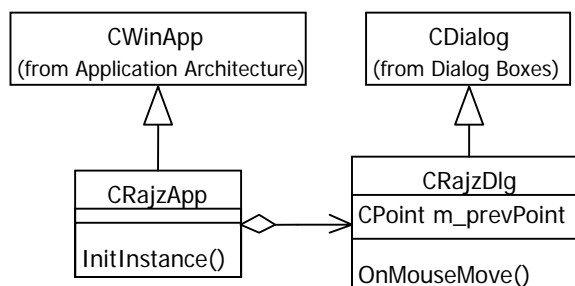 CWinApp
(from Application Architecture)
CDialog
(from Dialog Boxes)
CRajzApp
InitInstance()
CRajzDlg
CPoint m_prevPoint
OnMouseMove()